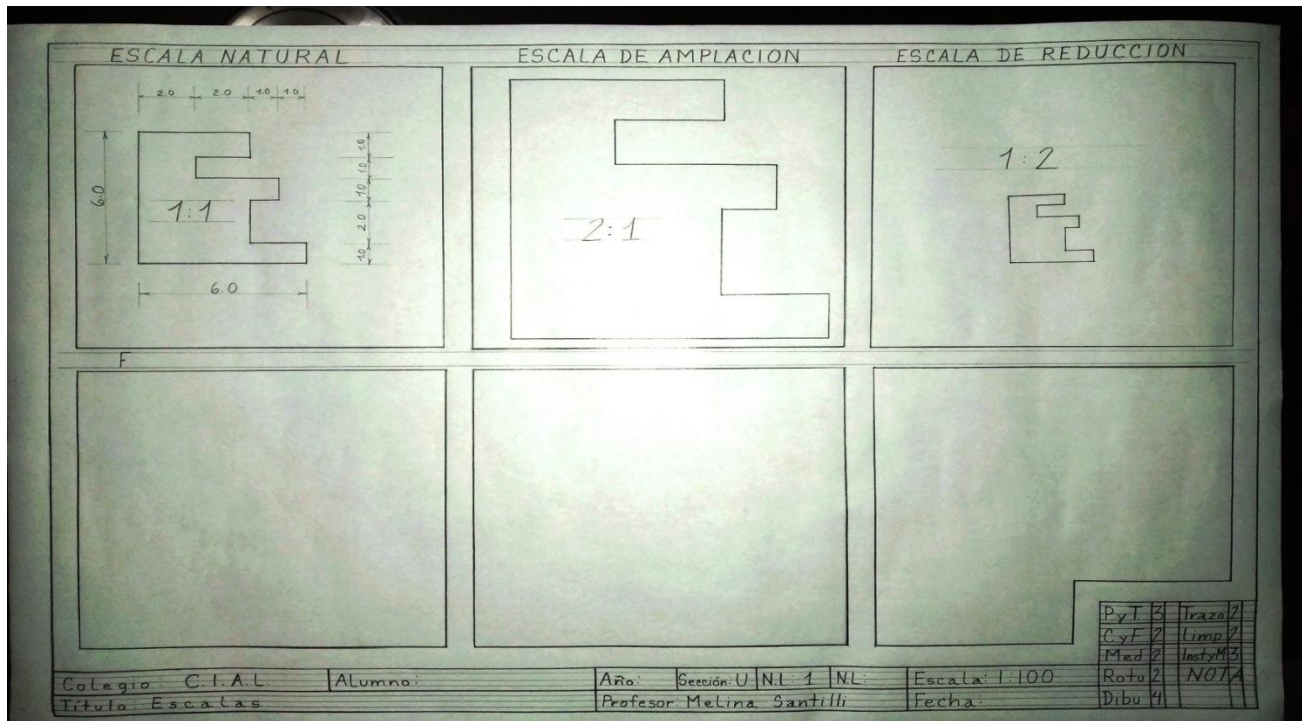 ESCALA NATURAL
ESCALA DE AMPLACION
ESCALA DE REDUCCION
2.0 2.0 1.0 1.0
6.0
1:1
1.0
1.0
1.0
2.0
1.0
6.0
2:1
1:2
F
PyT 3 Trazo 2
CyF 2 Limp 2
Med 2 InstyM 3
Rotu 2 NOTA
Dibu 4
Colegio: C.I.A.L. Alumno: Año: Sección: U N.I.: 1 N.L.: Escala: 1:100
Título: Escalas Profesor: Melina Santilli Fecha: